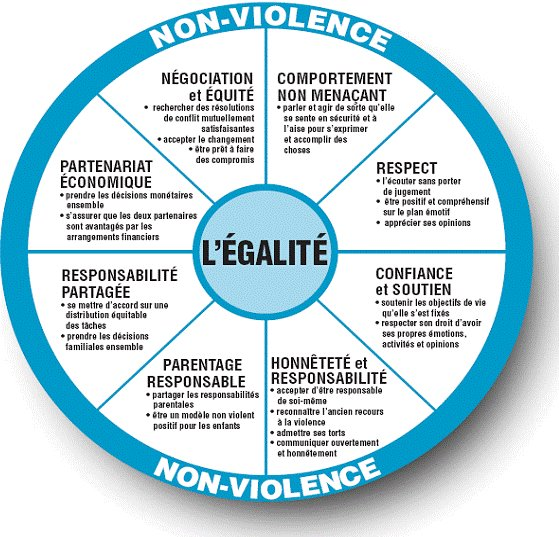 NON-VIOLENCE
NÉGOCIATION
et ÉQUITÉ
• rechercher des résolutions
de conflit mutuellement
satisfaisantes
• accepter le changement
• être prêt à faire
des compromis
COMPORTEMENT
NON MENAÇANT
• parler et agir de sorte qu'elle
se sente en sécurité et à
l'aise pour s'exprimer
et accomplir des
choses
PARTENARIAT
ÉCONOMIQUE
• prendre les décisions monétaires
ensemble
• s'assurer que les deux partenaires
sont avantagés par les
arrangements financiers
RESPECT
• l'écouter sans porter
de jugement
• être positif et compréhensif
sur le plan émotif
• apprécier ses opinions
L'ÉGALITÉ
RESPONSABILITÉ
PARTAGÉE
• se mettre d'accord sur une
distribution équitable
des tâches
• prendre les décisions
familiales ensemble
CONFIANCE
et SOUTIEN
• soutenir les objectifs de vie
qu'elle s'est fixés
• respecter son droit d'avoir
ses propres émotions,
activités et opinions
PARENTAGE
RESPONSABLE
• partager les responsabilités
parentales
• être un modèle non violent
positif pour les enfants
HONNÊTETÉ et
RESPONSABILITÉ
• accepter d'être responsable
de soi-même
• reconnaître l'ancien recours
à la violence
• admettre ses torts
• communiquer ouvertement
et honnêtement
NON-VIOLENCE